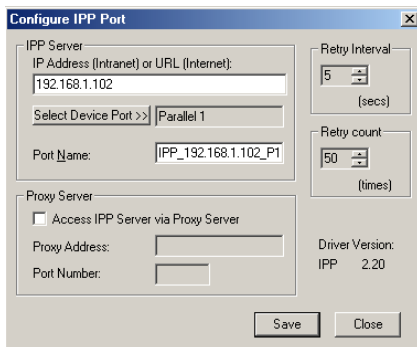 Configure IPP Port
IPP Server
IP Address (Intranet) or URL (Internet):
192.168.1.102
Select Device Port >> Parallel 1
Port Name: IPP_192.168.1.102_P1
Proxy Server
Access IPP Server via Proxy Server
Proxy Address:
Port Number:
Retry Interval
5
(secs)
Retry count
50
(times)
Driver Version:
IPP 2.20
Save Close